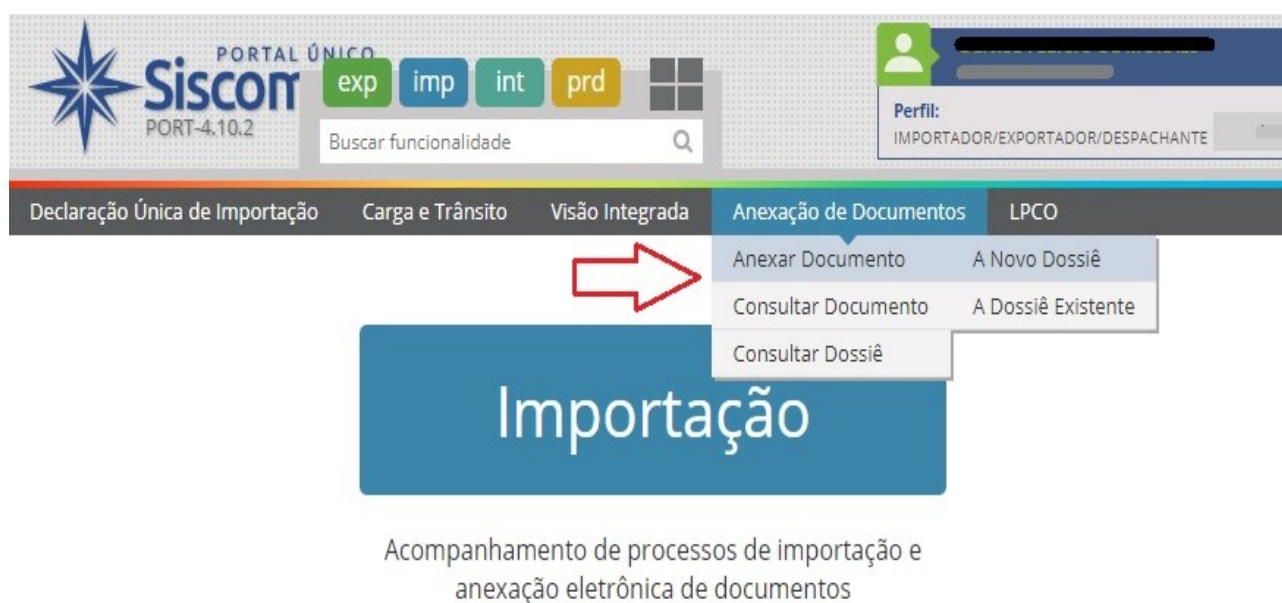 PORTAL ÚNICO
Siscom
PORT-4.10.2
exp imp int prd
Buscar funcionalidade
Perfil:
IMPORTADOR/EXPORTADOR/DESPACHANTE
Declaração Única de Importação Carga e Trânsito Visão Integrada Anexação de Documentos LPCO
Anexar Documento A Novo Dossiê
Consultar Documento A Dossiê Existente
Consultar Dossiê
Importação
Acompanhamento de processos de importação e
anexação eletrônica de documentos